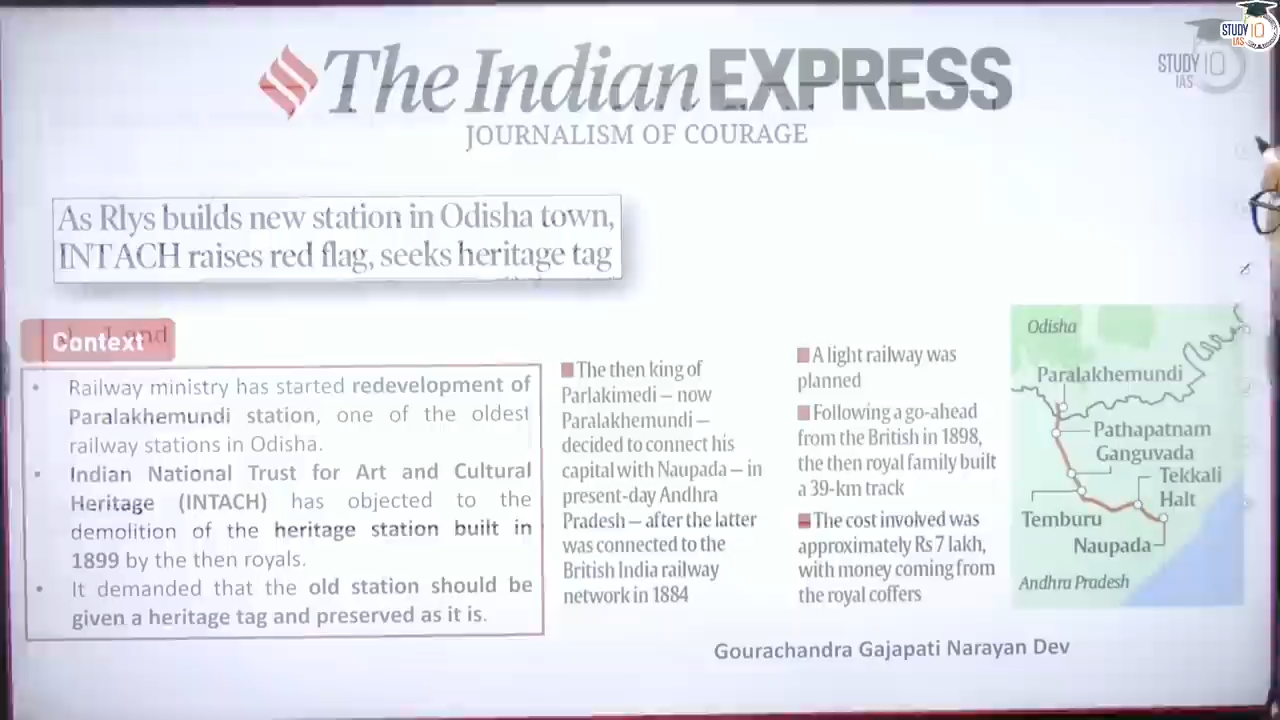 STUDY IQ
IAS
STUDY IQ
IAS
The Indian EXPRESS
JOURNALISM OF COURAGE
As Rlys builds new station in Odisha town,
INTACH raises red flag, seeks heritage tag
Context
• Railway ministry has started redevelopment of
Paralakhemundi station, one of the oldest
railway stations in Odisha.
• Indian National Trust for Art and Cultural
Heritage (INTACH) has objected to the
demolition of the heritage station built in
1899 by the then royals.
• It demanded that the old station should be
given a heritage tag and preserved as it is.
The then king of
Parlakimedi – now
Paralakhemundi –
decided to connect his
capital with Naupada – in
present-day Andhra
Pradesh – after the latter
was connected to the
British India railway
network in 1884
A light railway was
planned
Following a go-ahead
from the British in 1898,
the then royal family built
a 39-km track
The cost involved was
approximately Rs 7 lakh,
with money coming from
the royal coffers
Odisha
Paralakhemundi
Pathapatnam
Ganguvada
Tekkali
Halt
Temburu
Naupada
Andhra Pradesh
Gourachandra Gajapati Narayan Dev